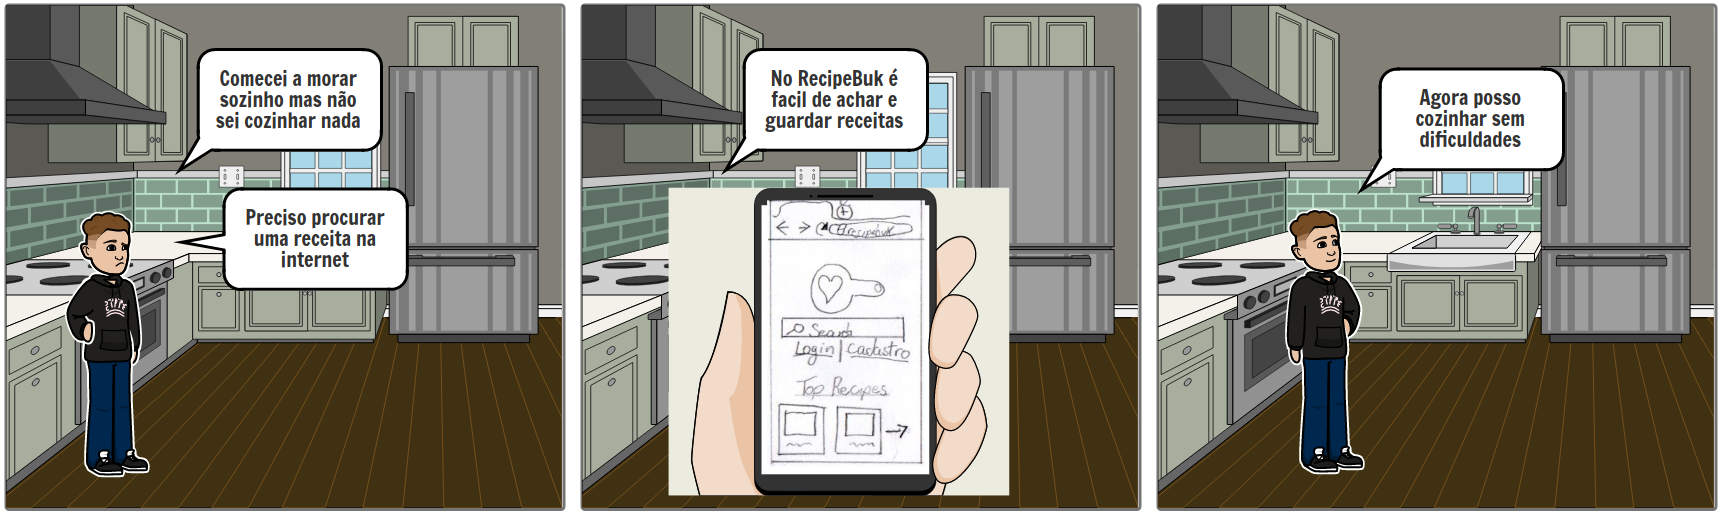 Comecei a morar
sozinho mas não
sei cozinhar nada
Preciso procurar
uma receita na
internet
No RecipeBuk é
facil de achar e
guardar receitas
recipebuk
Search
Login | Cadastro
Top Recipes
Agora posso
cozinhar sem
dificuldades